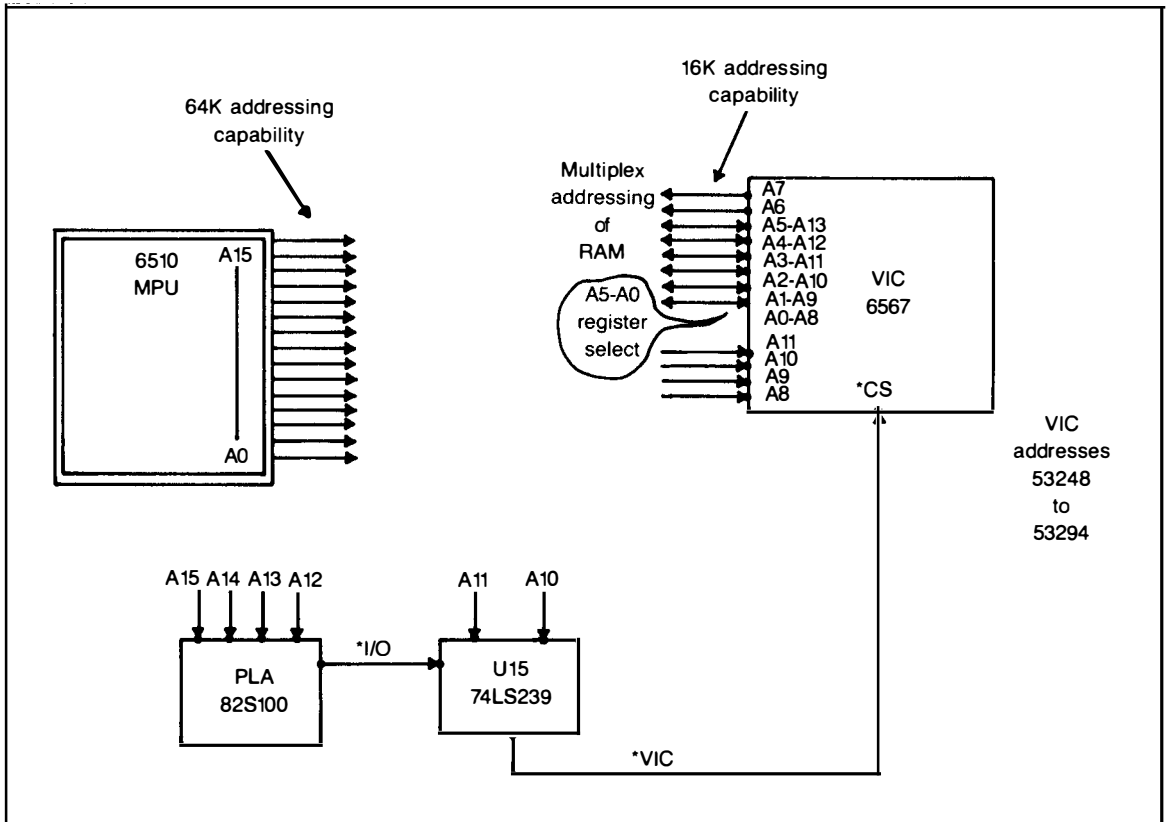 64K addressing
capability
16K addressing
capability
6510
MPU
A15
A0
Multiplex
addressing
of
RAM
A5-A0
register
select
A7
A6
A5-A13
A4-A12
A3-A11
A2-A10
A1-A9
A0-A8
A11
A10
A9
A8
VIC
6567
*CS
VIC
addresses
53248
to
53294
A15 A14 A13 A12
PLA
82S100
*I/O
A11 A10
U15
74LS239
*VIC